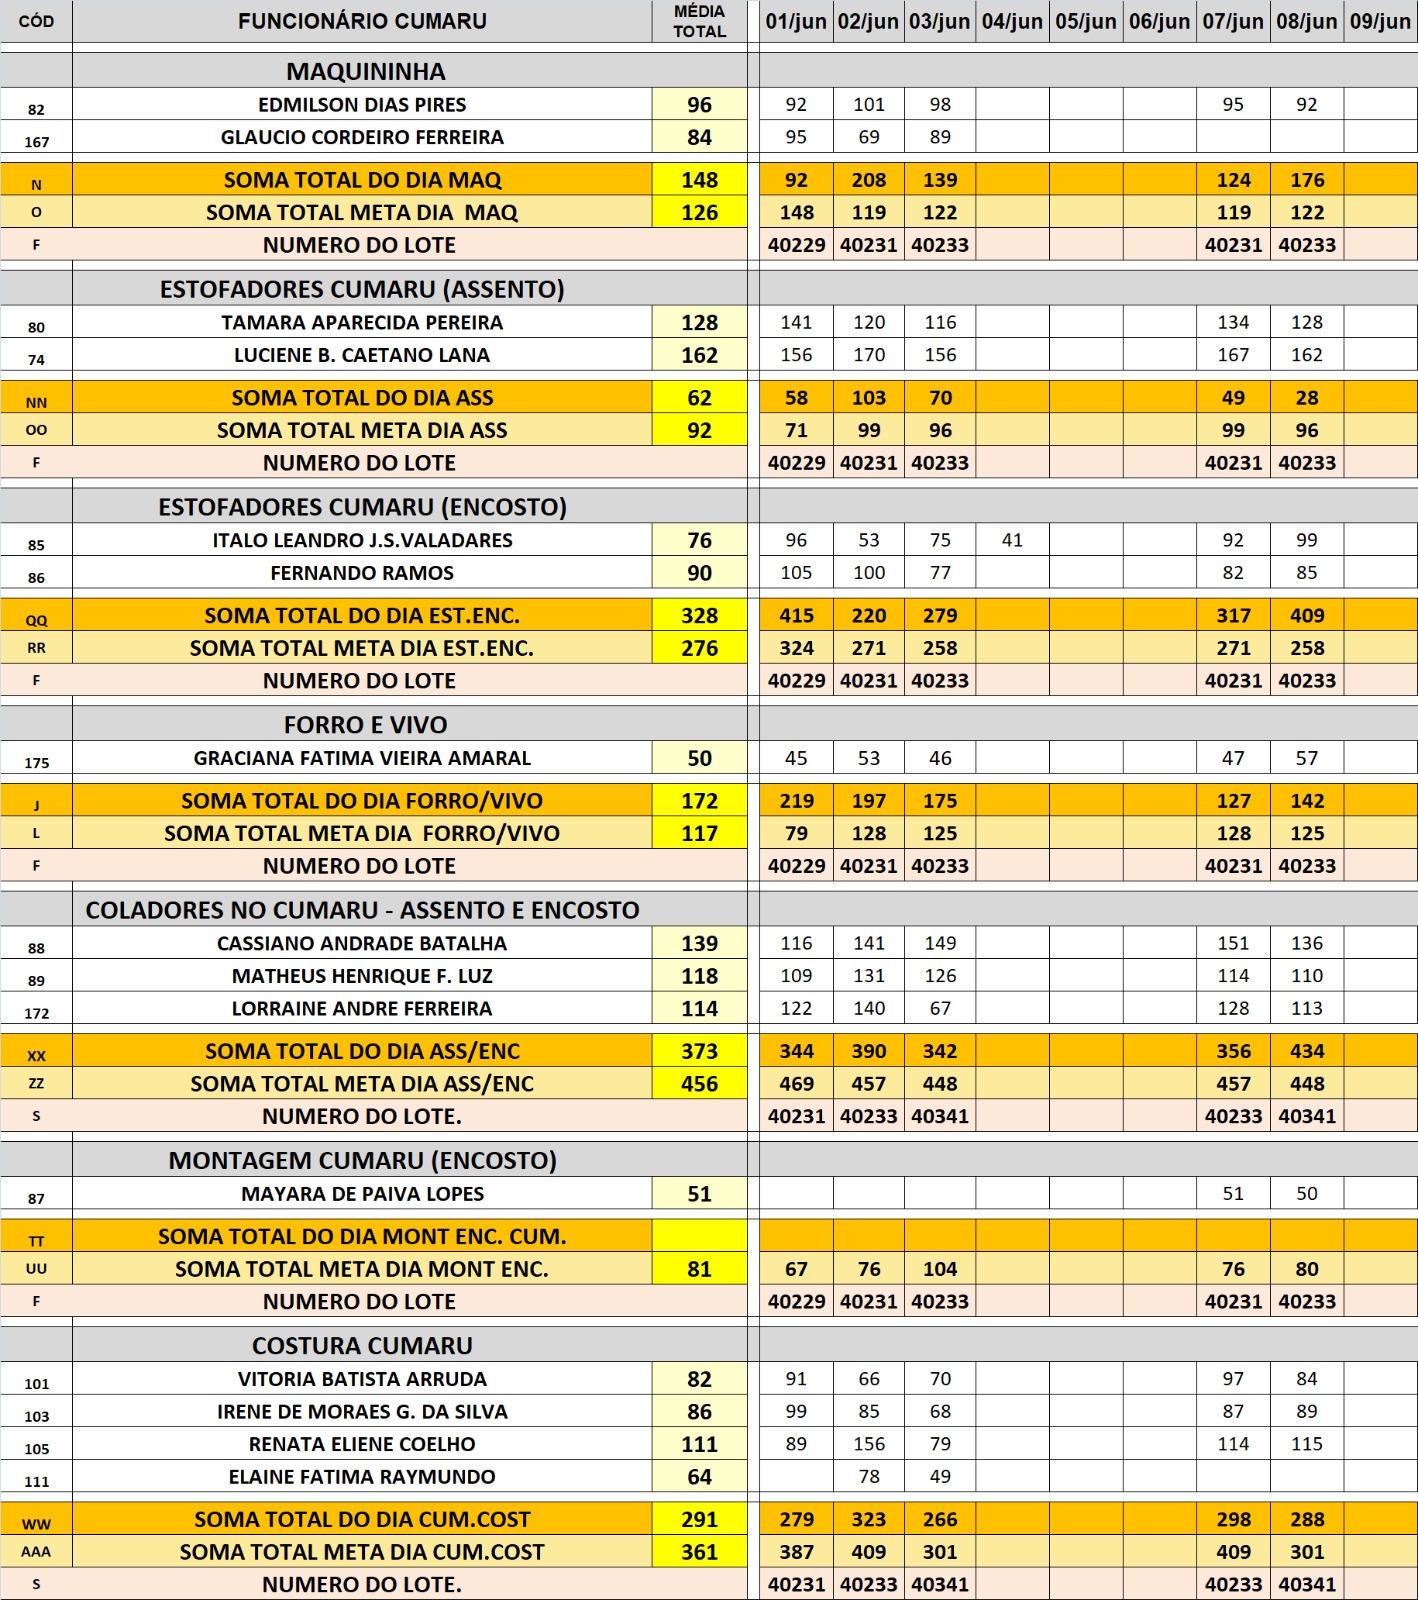 CÓD FUNCIONÁRIO CUMARU MÉDIA TOTAL 01/jun 02/jun 03/jun 04/jun 05/jun 06/jun 07/jun 08/jun 09/jun
MAQUININHA
82 EDMILSON DIAS PIRES 96 92 101 98 95 92
167 GLAUCIO CORDEIRO FERREIRA 84 95 69 89
N SOMA TOTAL DO DIA MAQ 148 92 208 139 124 176
O SOMA TOTAL META DIA MAQ 126 148 119 122 119 122
F NUMERO DO LOTE 40229 40231 40233 40231 40233
ESTOFADORES CUMARU (ASSENTO)
80 TAMARA APARECIDA PEREIRA 128 141 120 116 134 128
74 LUCIENE B. CAETANO LANA 162 156 170 156 167 162
NN SOMA TOTAL DO DIA ASS 62 58 103 70 49 28
OO SOMA TOTAL META DIA ASS 92 71 99 96 99 96
F NUMERO DO LOTE 40229 40231 40233 40231 40233
ESTOFADORES CUMARU (ENCOSTO)
85 ITALO LEANDRO J.S.VALADARES 76 96 53 75 41 92 99
86 FERNANDO RAMOS 90 105 100 77 82 85
QQ SOMA TOTAL DO DIA EST.ENC. 328 415 220 279 317 409
RR SOMA TOTAL META DIA EST.ENC. 276 324 271 258 271 258
F NUMERO DO LOTE 40229 40231 40233 40231 40233
FORRO E VIVO
175 GRACIANA FATIMA VIEIRA AMARAL 50 45 53 46 47 57
J SOMA TOTAL DO DIA FORRO/VIVO 172 219 197 175 127 142
L SOMA TOTAL META DIA FORRO/VIVO 117 79 128 125 128 125
F NUMERO DO LOTE 40229 40231 40233 40231 40233
COLADORES NO CUMARU - ASSENTO E ENCOSTO
88 CASSIANO ANDRADE BATALHA 139 116 141 149 151 136
89 MATHEUS HENRIQUE F. LUZ 118 109 131 126 114 110
172 LORRAINE ANDRE FERREIRA 114 122 140 67 128 113
XX SOMA TOTAL DO DIA ASS/ENC 373 344 390 342 356 434
ZZ SOMA TOTAL META DIA ASS/ENC 456 469 457 448 457 448
S NUMERO DO LOTE. 40231 40233 40341 40233 40341
MONTAGEM CUMARU (ENCOSTO)
87 MAYARA DE PAIVA LOPES 51 51 50
TT SOMA TOTAL DO DIA MONT ENC. CUM.
UU SOMA TOTAL META DIA MONT ENC. 81 67 76 104 76 80
F NUMERO DO LOTE 40229 40231 40233 40231 40233
COSTURA CUMARU
101 VITORIA BATISTA ARRUDA 82 91 66 70 97 84
103 IRENE DE MORAES G. DA SILVA 86 99 85 68 87 89
105 RENATA ELIENE COELHO 111 89 156 79 114 115
111 ELAINE FATIMA RAYMUNDO 64 78 49
WW SOMA TOTAL DO DIA CUM.COST 291 279 323 266 298 288
AAA SOMA TOTAL META DIA CUM.COST 361 387 409 301 409 301
S NUMERO DO LOTE. 40231 40233 40341 40233 40341